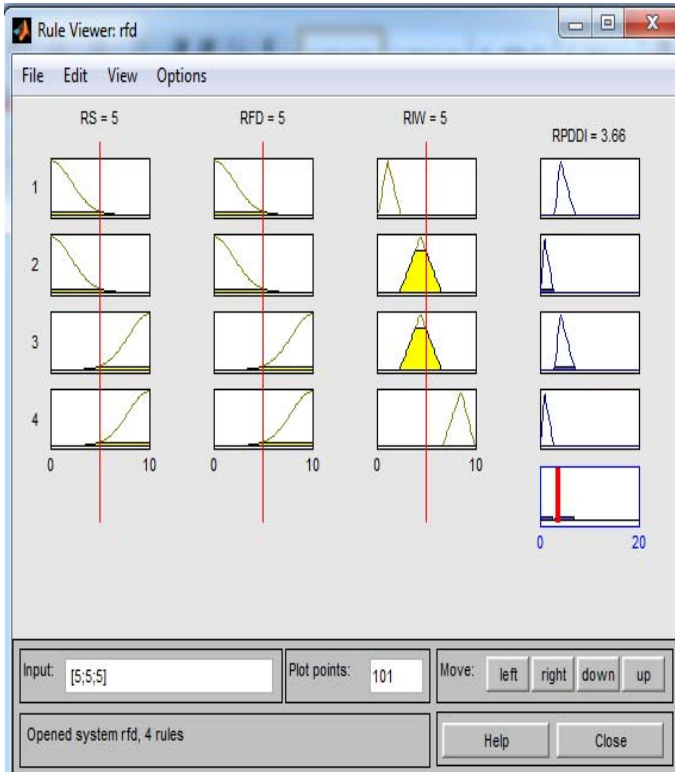 Rule Viewer: rfd
File Edit View Options
RS = 5 RFD = 5 RIW = 5 RPDDI = 3.66
1
2
3
4
0 10 0 10 0 10
0 20
Input: [5;5;5] Plot points: 101 Move: left right down up
Opened system rfd, 4 rules Help Close